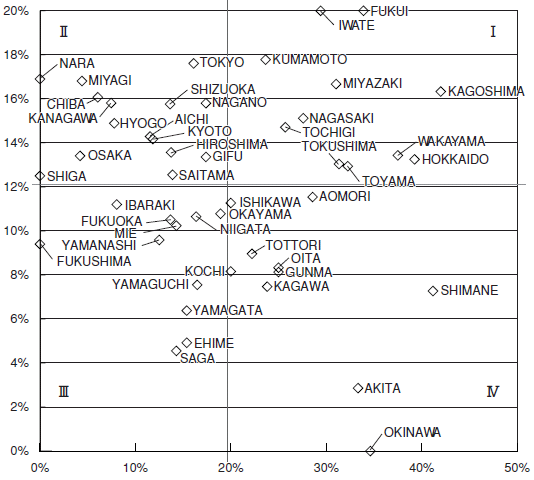 20%
FUKUI
IWATE
Ⅱ
Ⅰ
18%
NARA
TOKYO
KUMAMOTO
MIYAGI
MIYAZAKI
16%
SHIZUOKA
KAGOSHIMA
CHIBA
NAGANO
KANAGAWA
HYOGO
AICHI
NAGASAKI
KYOTO
TOCHIGI
14%
HIROSHIMA
TOKUSHIMA
WAKAYAMA
OSAKA
GIFU
HOKKAIDO
SHIGA
SAITAMA
TOYAMA
12%
IBARAKI
ISHIKAWA
AOMORI
FUKUOKA
OKAYAMA
MIE
NIIGATA
10%
YAMANASHI
TOTTORI
FUKUSHIMA
OITA
KOCHI
GUNMA
8%
YAMAGUCHI
KAGAWA
SHIMANE
YAMAGATA
6%
EHIME
SAGA
4%
Ⅲ
AKITA
Ⅳ
2%
OKINAWA
0%
0%
10%
20%
30%
40%
50%